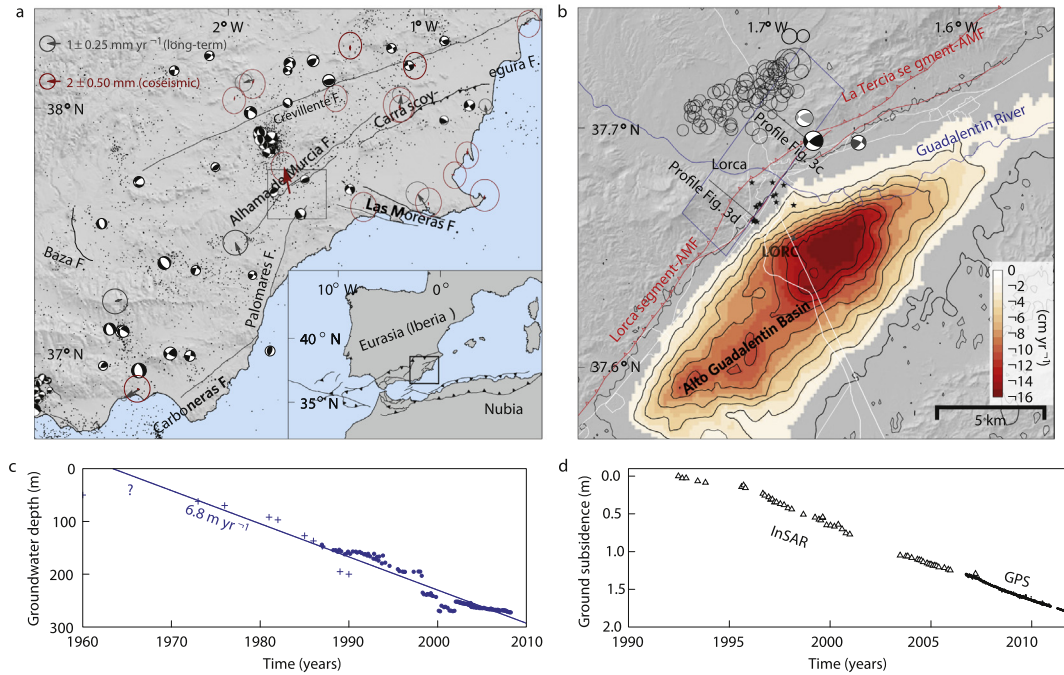 a
2° W
1° W
1 ± 0.25 mm yr ⁻¹ (long-term)
2 ± 0.50 mm (coseismic)
egura F.
38° N
Crevillente F.
Carrascoy
Alhama de Murcia F.
Las Moreras F.
Baza F.
Palomares F.
37° N
Carboneras F.
10° W
0°
40° N
Eurasia (Iberia )
35° N
Nubia
b
1.7° W
1.6° W
La Tercia se gment-AMF
37.7° N
Profile Fig. 3c
Guadalentin River
Lorca
Profile Fig. 3d
LORC
Lorca segment-AMF
Alto Guadalentin Basin
37.6° N
0
−2
−4
−6
−8
−10
−12
−14
−16
(cm yr⁻¹)
5 km
c
Groundwater depth (m)
0
100
200
300
?
6.8 m yr⁻¹
1960
1970
1980
1990
2000
2010
Time (years)
d
Ground subsidence (m)
0.0
0.5
1.0
1.5
2.0
InSAR
GPS
1990
1995
2000
2005
2010
Time (years)